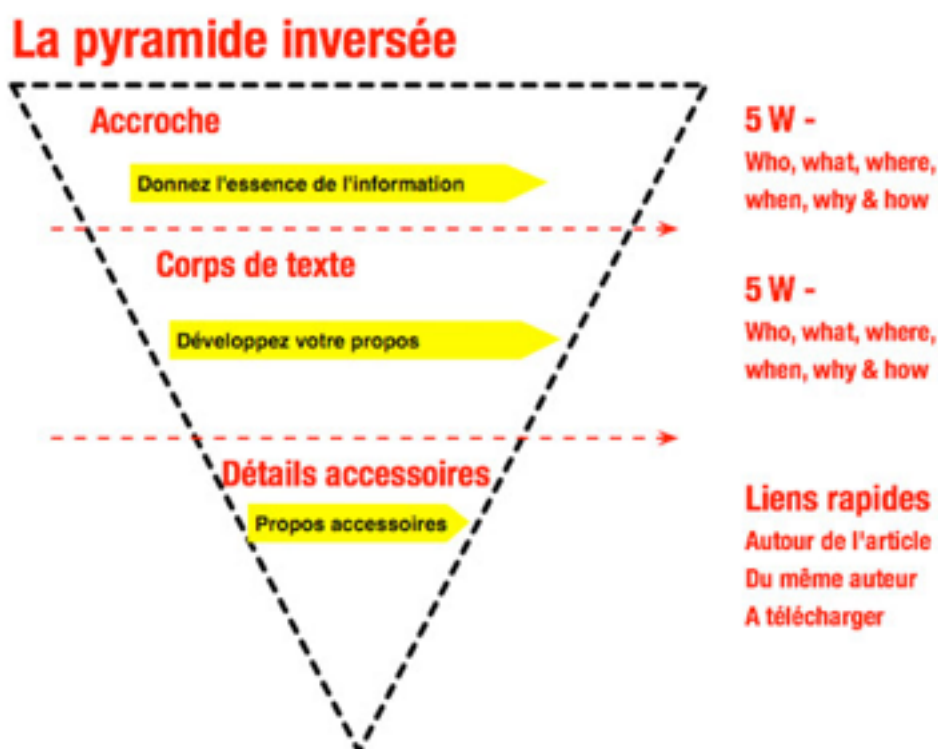 La pyramide inversée
Accroche
Donnez l'essence de l'information
5 W -
Who, what, where,
when, why & how
Corps de texte
Développez votre propos
5 W -
Who, what, where,
when, why & how
Détails accessoires
Propos accessoires
Liens rapides
Autour de l'article
Du même auteur
A télécharger